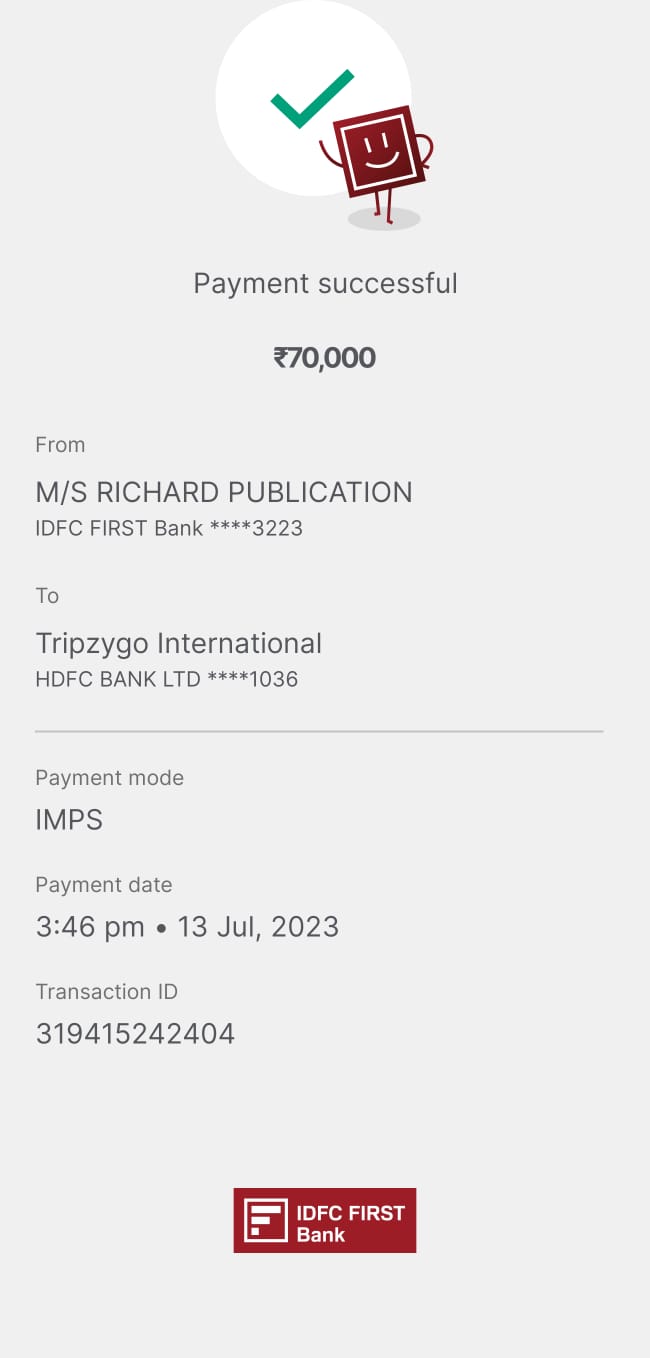 Payment successful
₹70,000
From
M/S RICHARD PUBLICATION
IDFC FIRST Bank ****3223
To
Tripzygo International
HDFC BANK LTD ****1036
Payment mode
IMPS
Payment date
3:46 pm • 13 Jul, 2023
Transaction ID
319415242404
IDFC FIRST
Bank